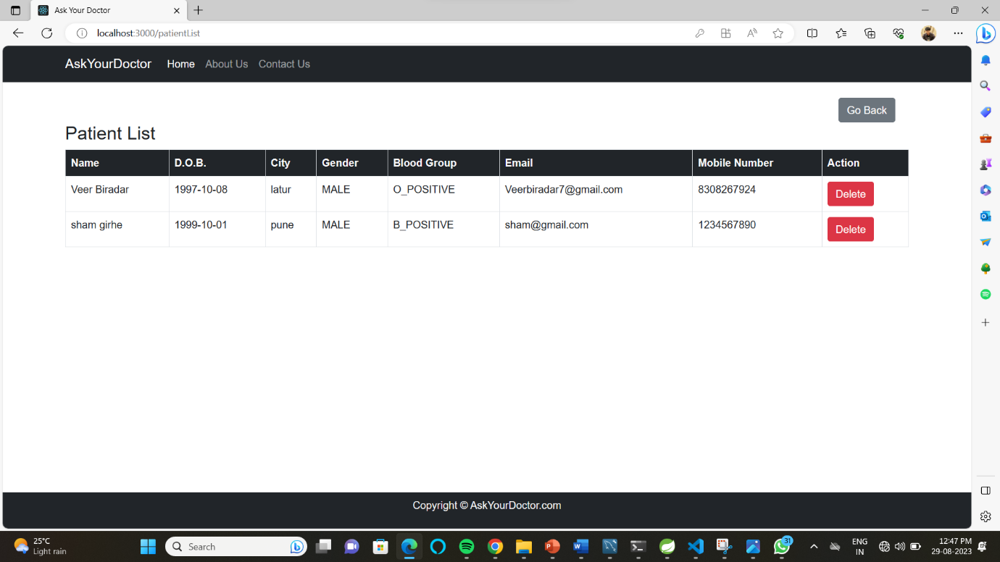 Ask Your Doctor
localhost:3000/patientList
AskYourDoctor Home About Us Contact Us
Go Back
Patient List
Name D.O.B. City Gender Blood Group Email Mobile Number Action
Veer Biradar 1997-10-08 latur MALE O_POSITIVE Veerbiradar7@gmail.com 8308267924 Delete
sham girhe 1999-10-01 pune MALE B_POSITIVE sham@gmail.com 1234567890 Delete
Copyright © AskYourDoctor.com
25°C
Light rain
Search
31
ENG
IN
12:47 PM
29-08-2023